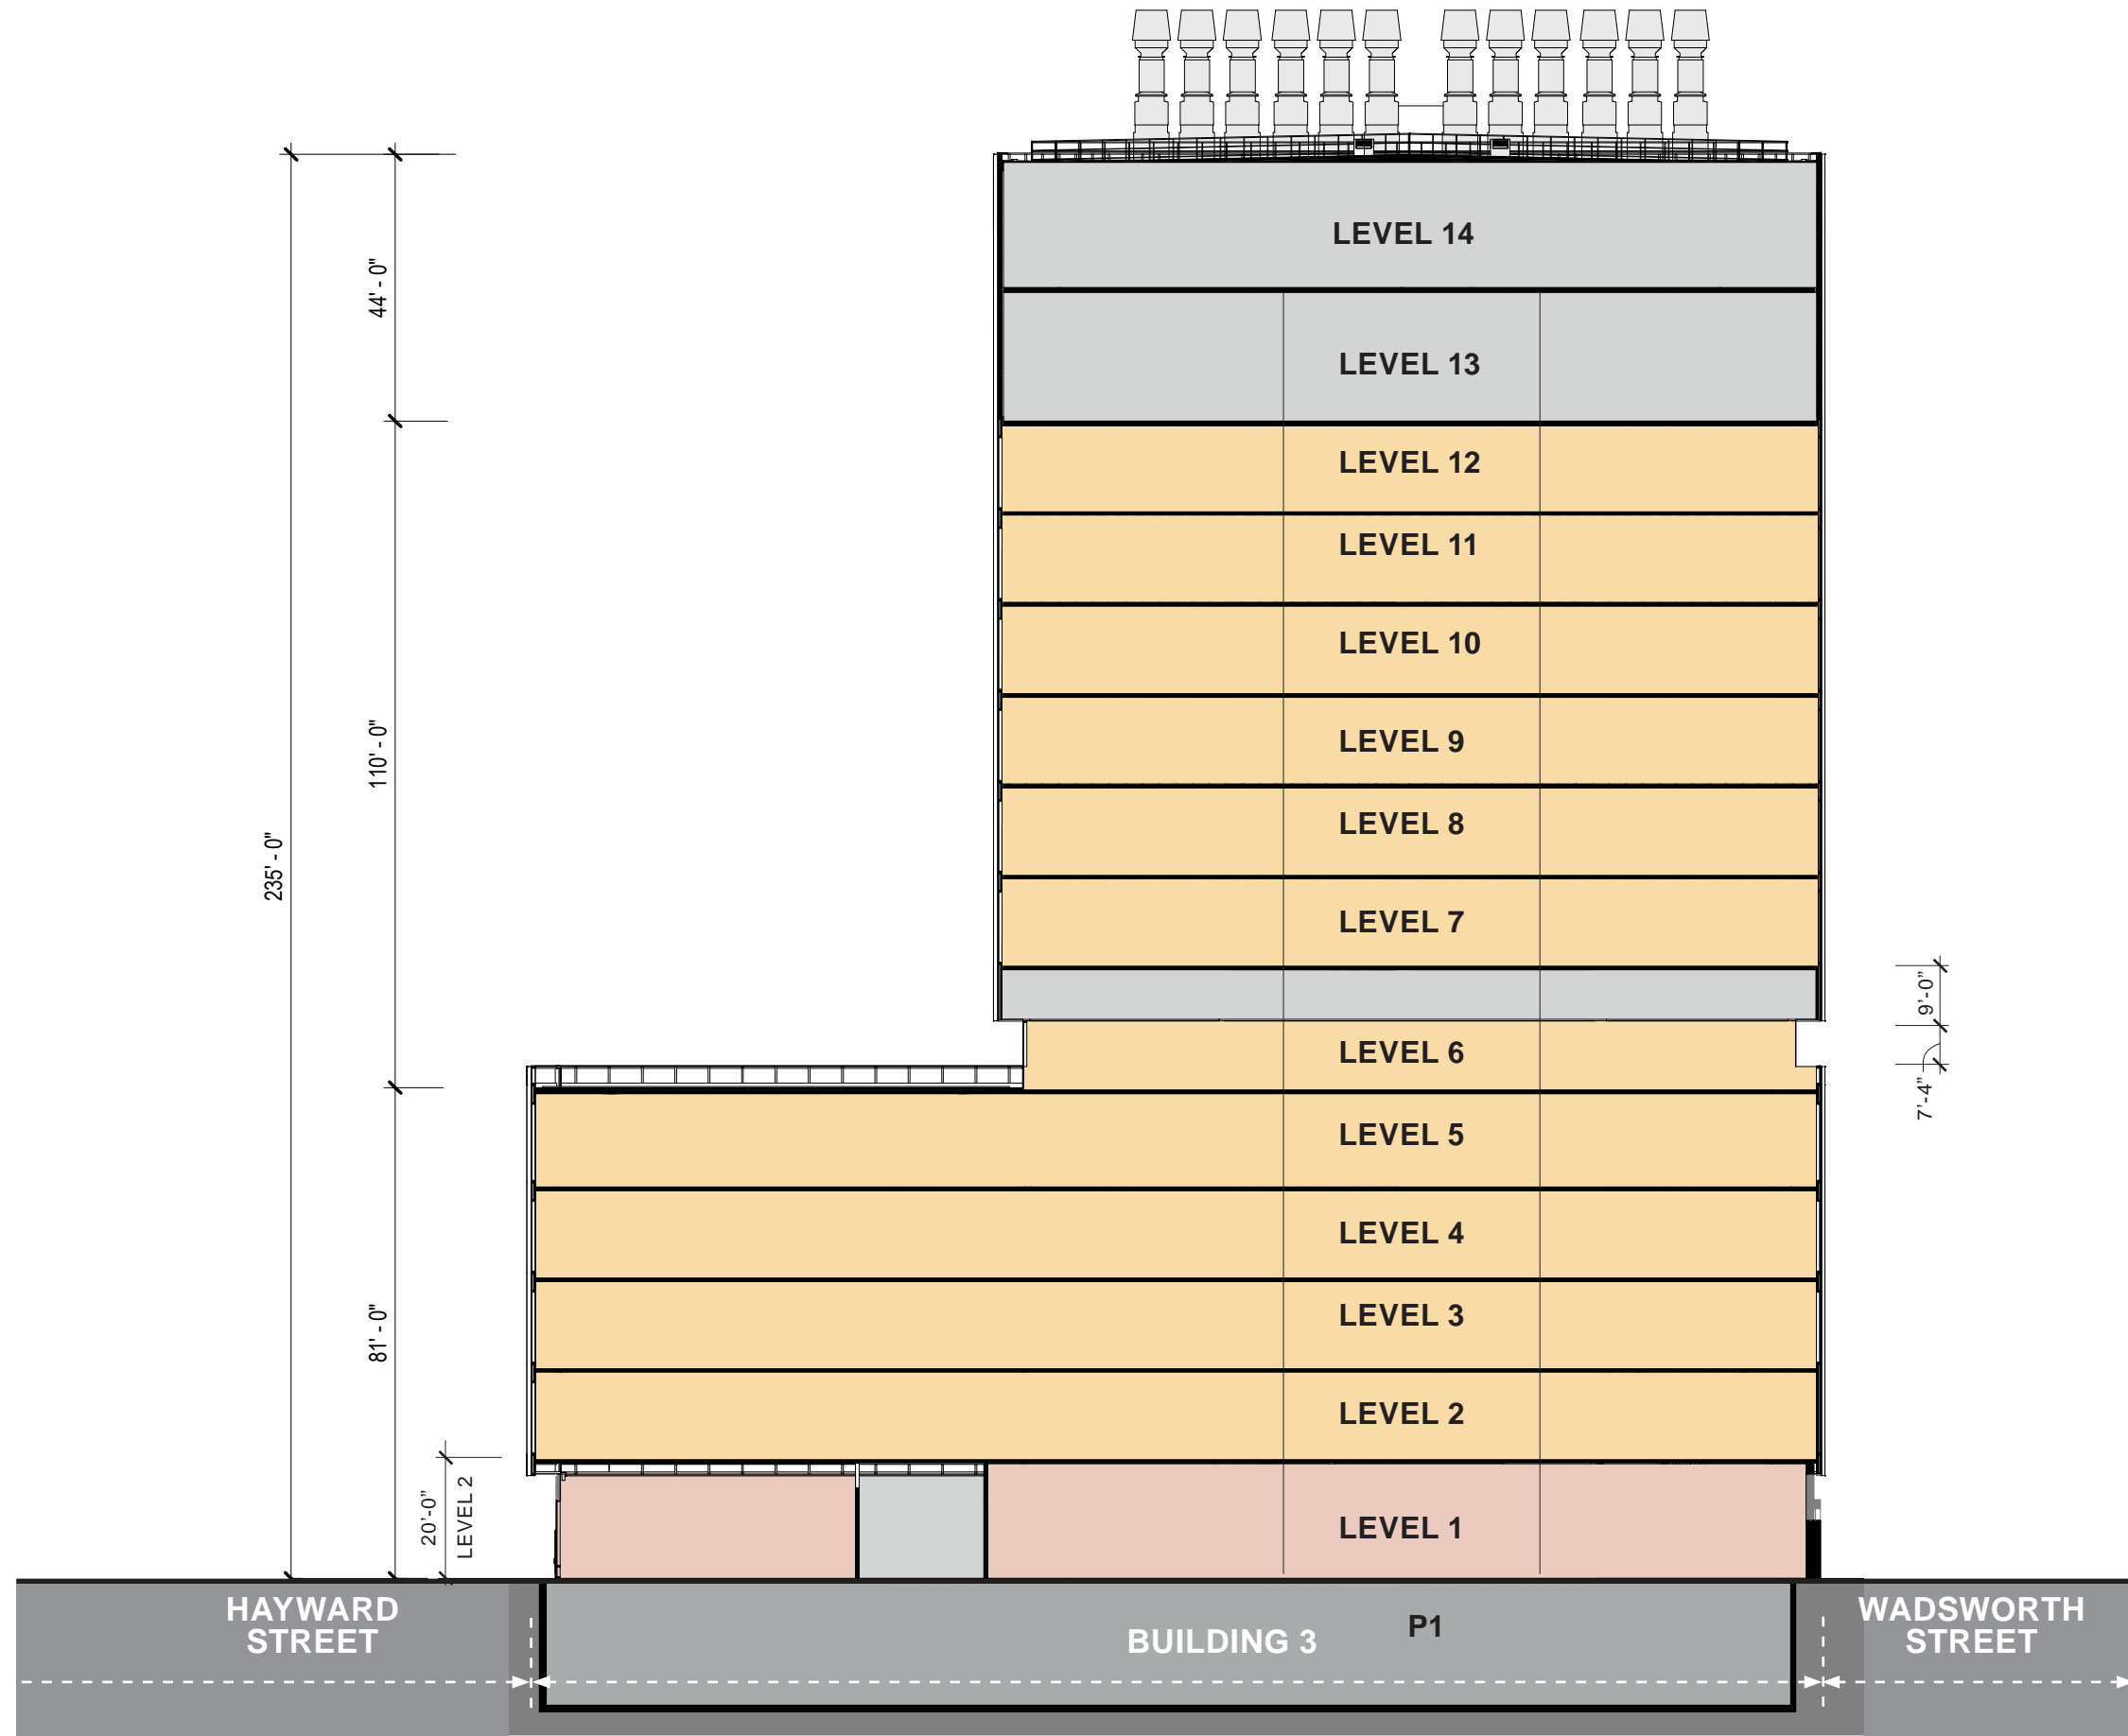 LEVEL 14
44' - 0"
LEVEL 13
LEVEL 12
LEVEL 11
LEVEL 10
110' - 0"
LEVEL 9
LEVEL 8
235' - 0"
LEVEL 7
9’-0”
LEVEL 6
7’-4”
LEVEL 5
LEVEL 4
LEVEL 3
81' - 0"
LEVEL 2
20’-0”
LEVEL 2
LEVEL 1
HAYWARD
STREET
P1
BUILDING 3
WADSWORTH
STREET